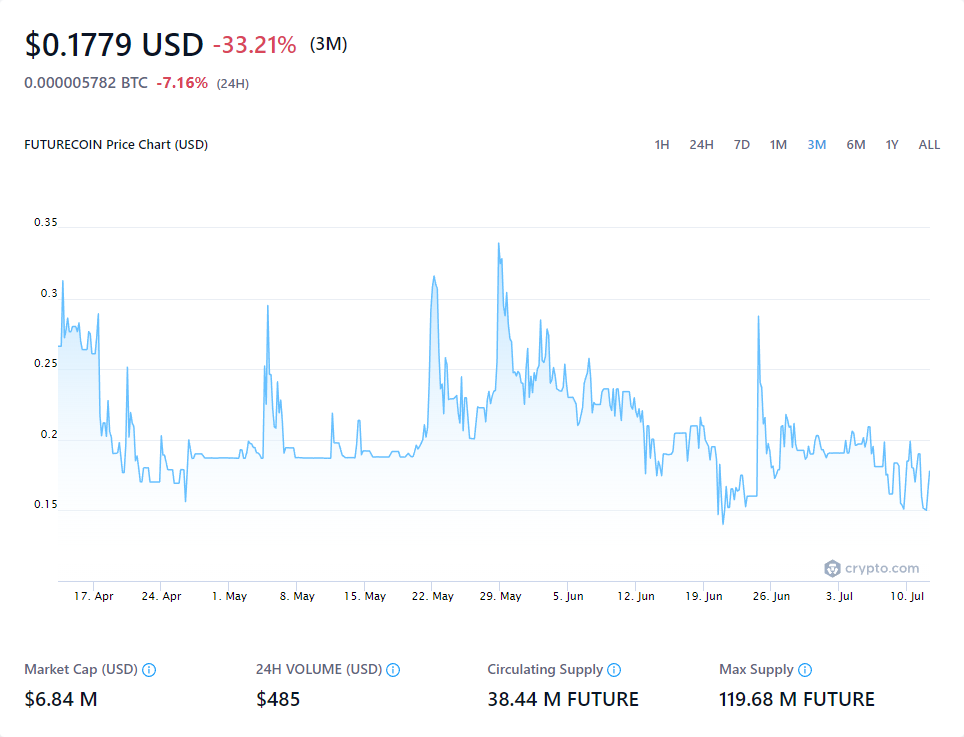 $0.1779 USD -33.21% (3M)
0.000005782 BTC -7.16% (24H)
FUTURECOIN Price Chart (USD) 1H 24H 7D 1M 3M 6M 1Y ALL
0.35
0.3
0.25
0.2
0.15
crypto.com
17. Apr 24. Apr 1. May 8. May 15. May 22. May 29. May 5. Jun 12. Jun 19. Jun 26. Jun 3. Jul 10. Jul
Market Cap (USD) 24H VOLUME (USD) Circulating Supply Max Supply
$6.84 M $485 38.44 M FUTURE 119.68 M FUTURE